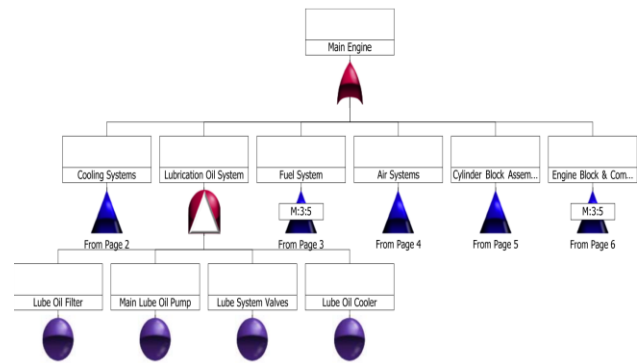 Main Engine
Cooling Systems
Lubrication Oil System
Fuel System
Air Systems
Cylinder Block Assem...
Engine Block & Com...
M:3:5
M:3:5
From Page 2
From Page 3
From Page 4
From Page 5
From Page 6
Lube Oil Filter
Main Lube Oil Pump
Lube System Valves
Lube Oil Cooler